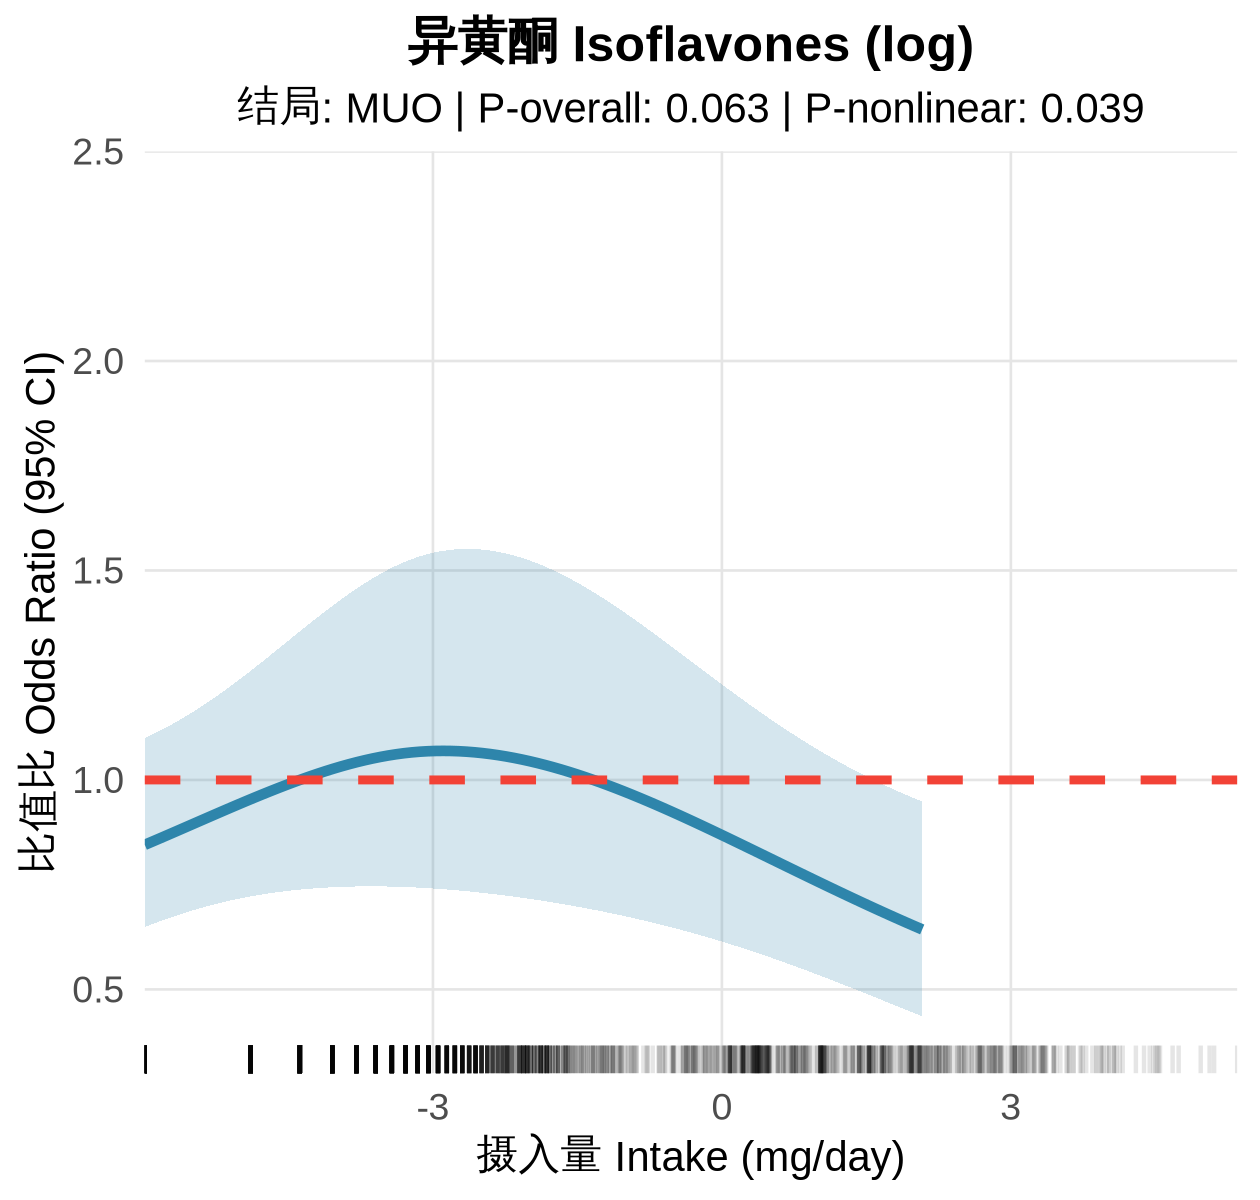 异黄酮 Isoflavones (log)
结局: MUO | P-overall: 0.063 | P-nonlinear: 0.039
比值比 Odds Ratio (95% CI)
2.5
2.0
1.5
1.0
0.5
-3
0
3
摄入量 Intake (mg/day)